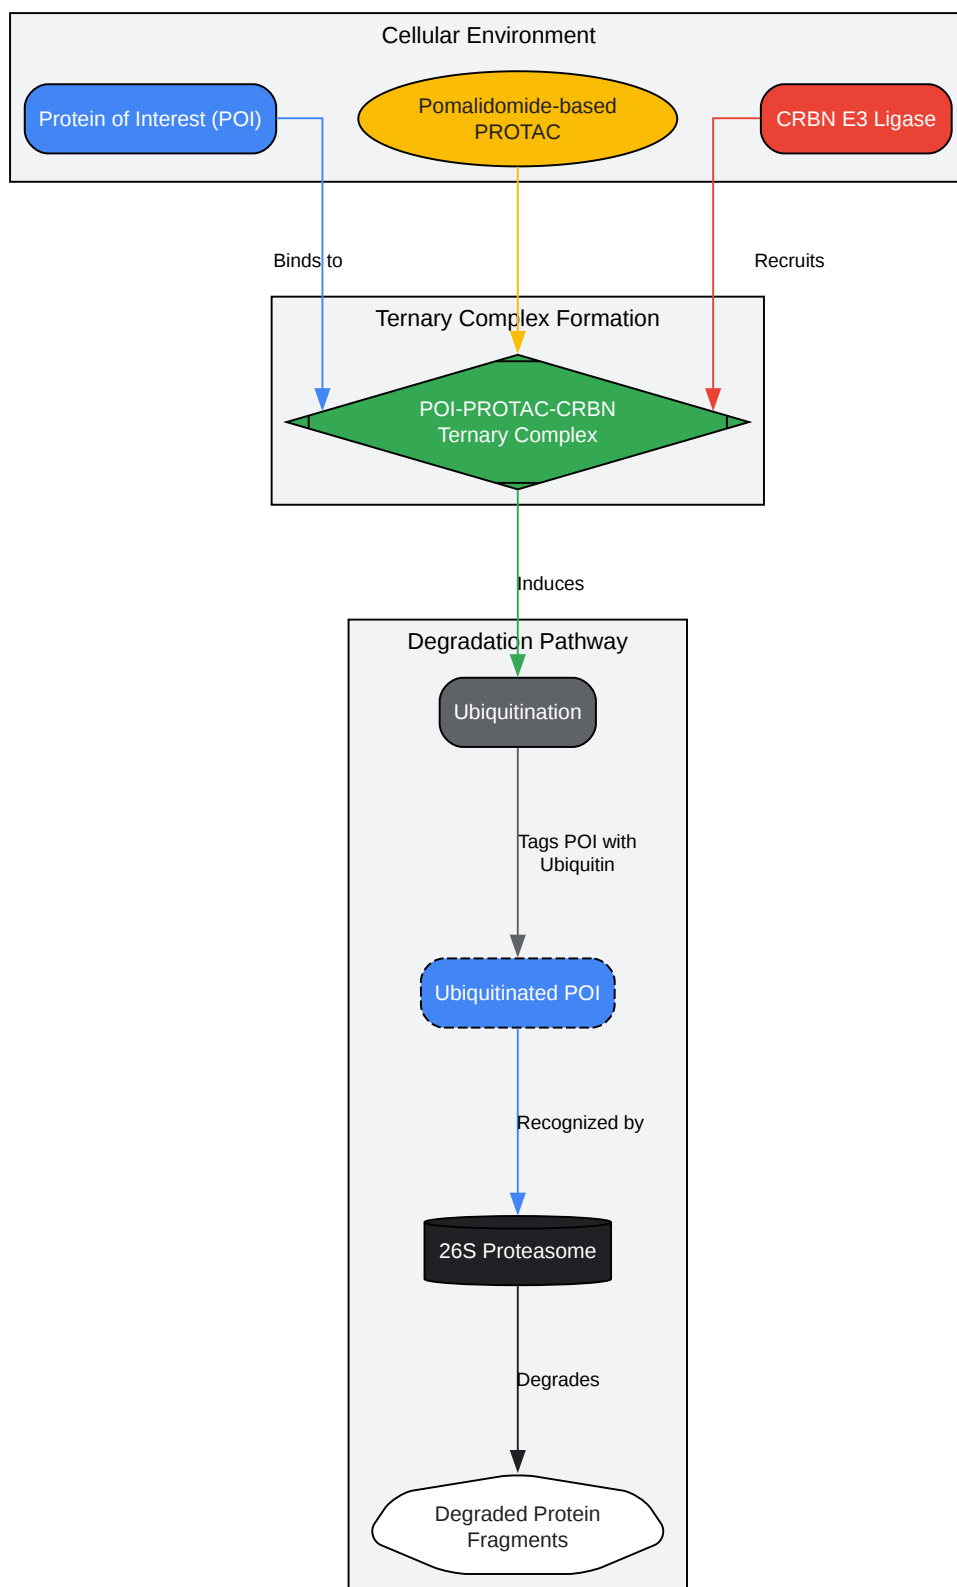 Cellular Environment
Protein of Interest (POI)
Pomalidomide-based
PROTAC
CRBN E3 Ligase
Binds to
Recruits
Ternary Complex Formation
POI-PROTAC-CRBN
Ternary Complex
Induces
Degradation Pathway
Ubiquitination
Tags POI with
Ubiquitin
Ubiquitinated POI
Recognized by
26S Proteasome
Degrades
Degraded Protein
Fragments